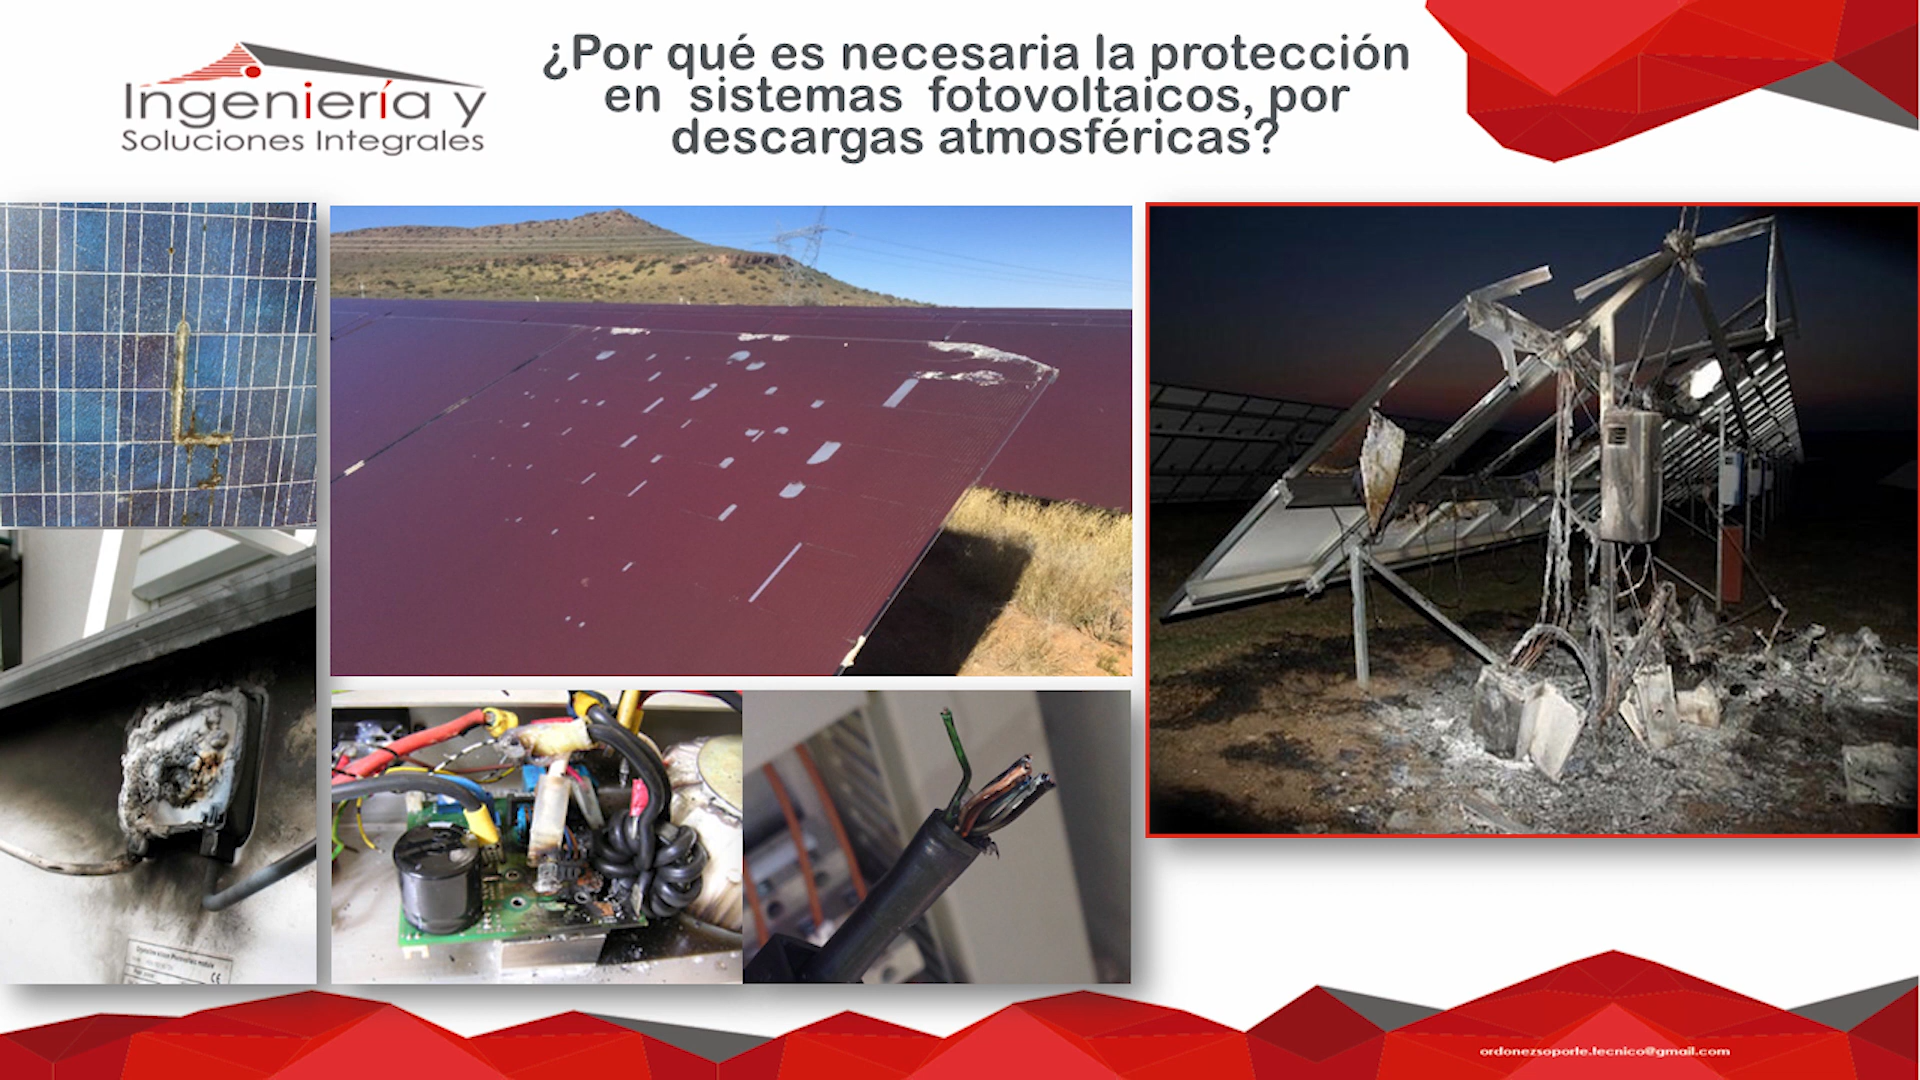 Ingeniería y
Soluciones Integrales
¿Por qué es necesaria la protección
en sistemas fotovoltaicos, por
descargas atmosféricas?
CE
ordonezsoporte.tecnico@gmail.com